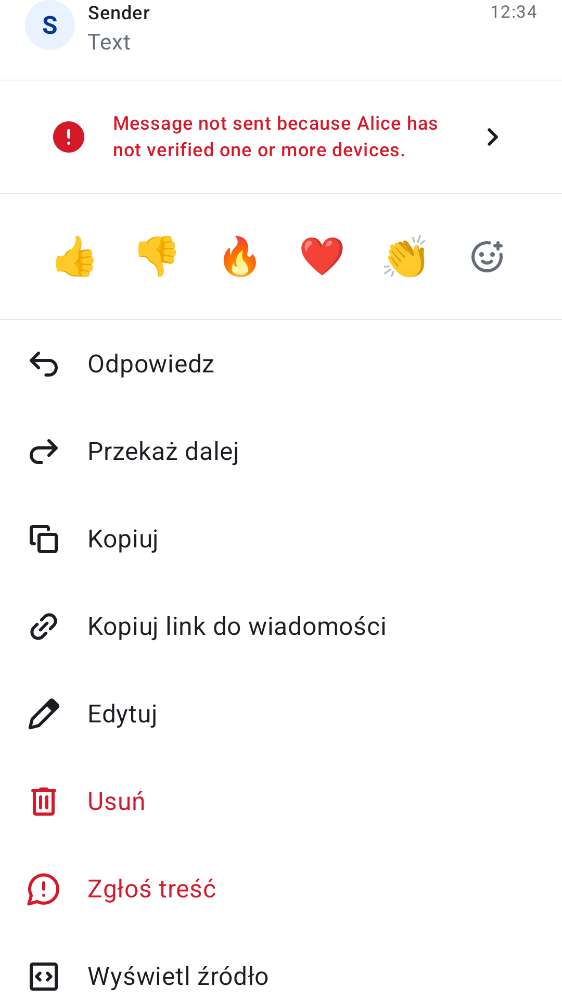 S
Sender
12:34
Text
Message not sent because Alice has
not verified one or more devices.
Odpowiedz
Przekaż dalej
Kopiuj
Kopiuj link do wiadomości
Edytuj
Usuń
Zgłoś treść
Wyświetl źródło